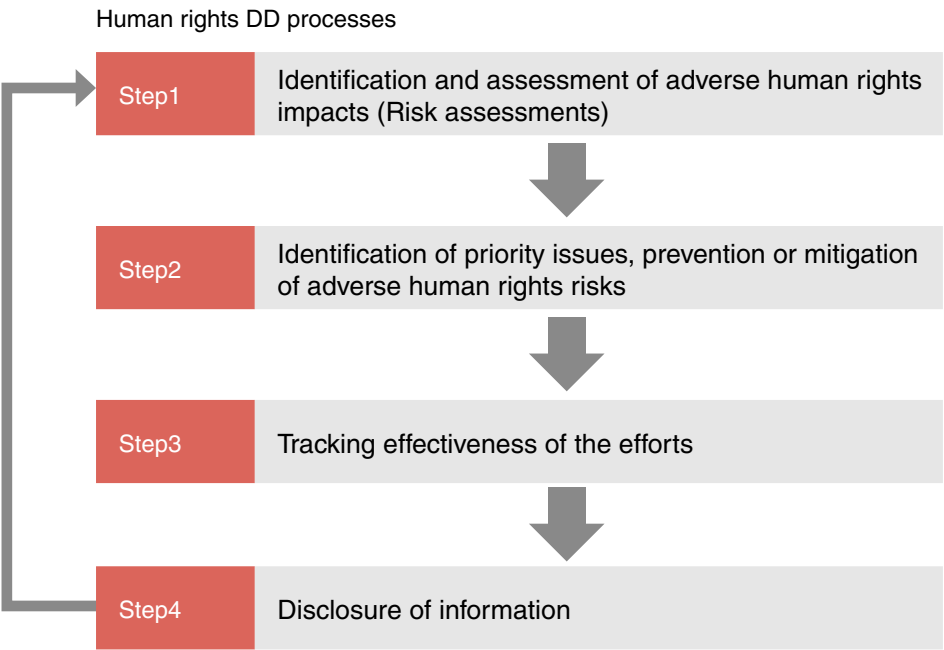 Human rights DD processes
Step1
Identification and assessment of adverse human rights
impacts (Risk assessments)
Step2
Identification of priority issues, prevention or mitigation
of adverse human rights risks
Step3
Tracking effectiveness of the efforts
Step4
Disclosure of information